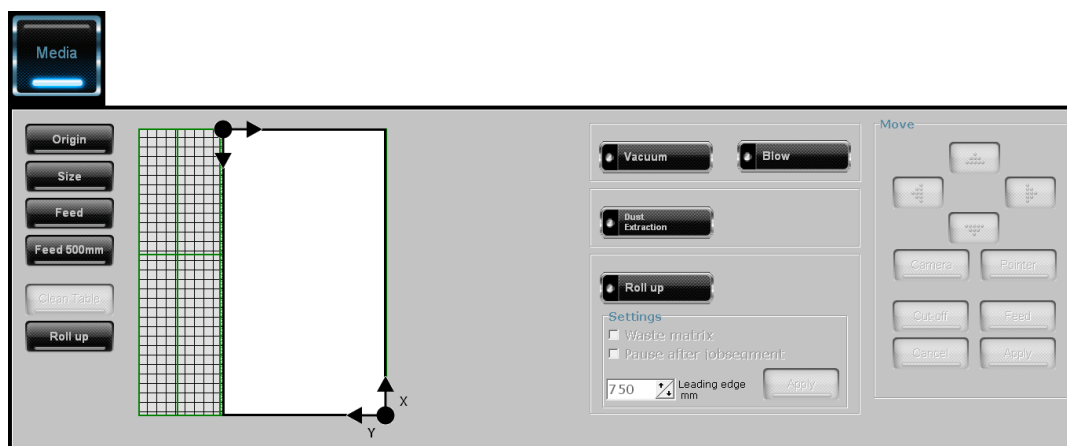 Media
Origin
Size
Feed
Feed 500mm
Clean Table
Roll up
X
Y
Vacuum
Blow
Dust
Extraction
Roll up
Settings
Waste matrix
Pause after jobsegment
750
Leading edge
mm
Apply
Move
Camera
Pointer
Cut-off
Feed
Cancel
Apply